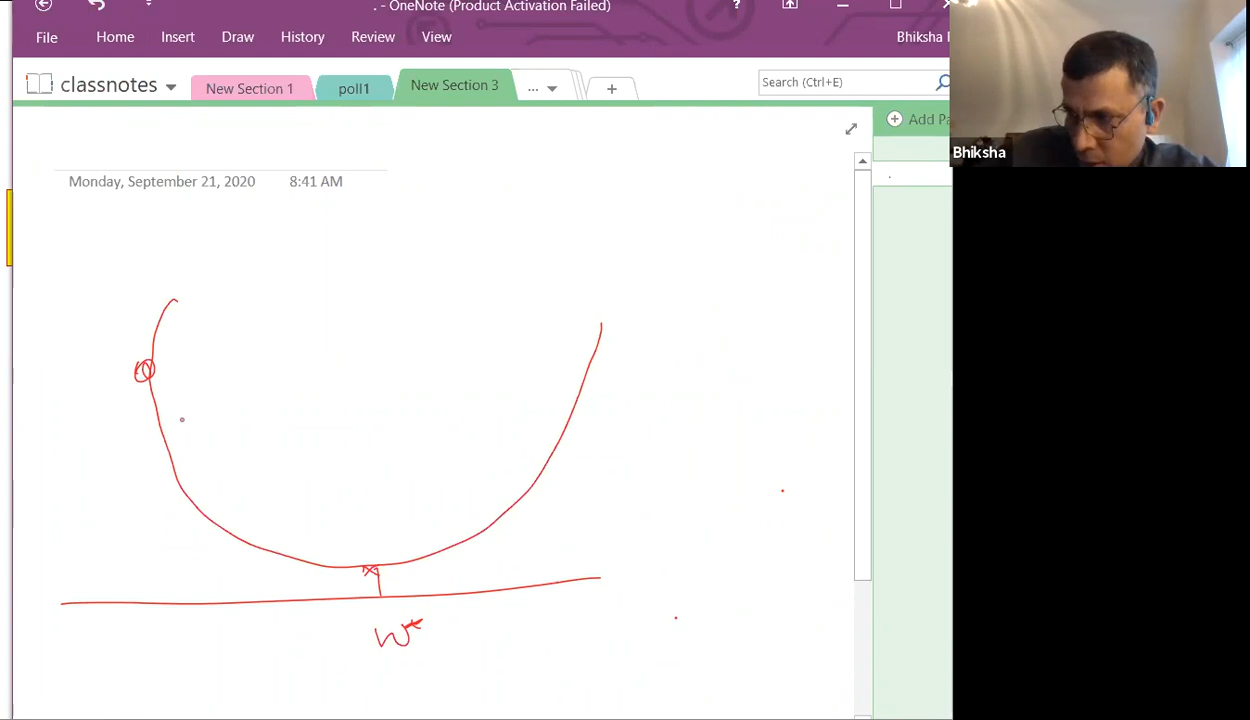 . - OneNote (Product Activation Failed)
?
File Home Insert Draw History Review View Bhiksha
classnotes New Section 1 poll1 New Section 3 ... + Search (Ctrl+E)
+ Add Pa
Bhiksha
.
Monday, September 21, 2020 8:41 AM
w*